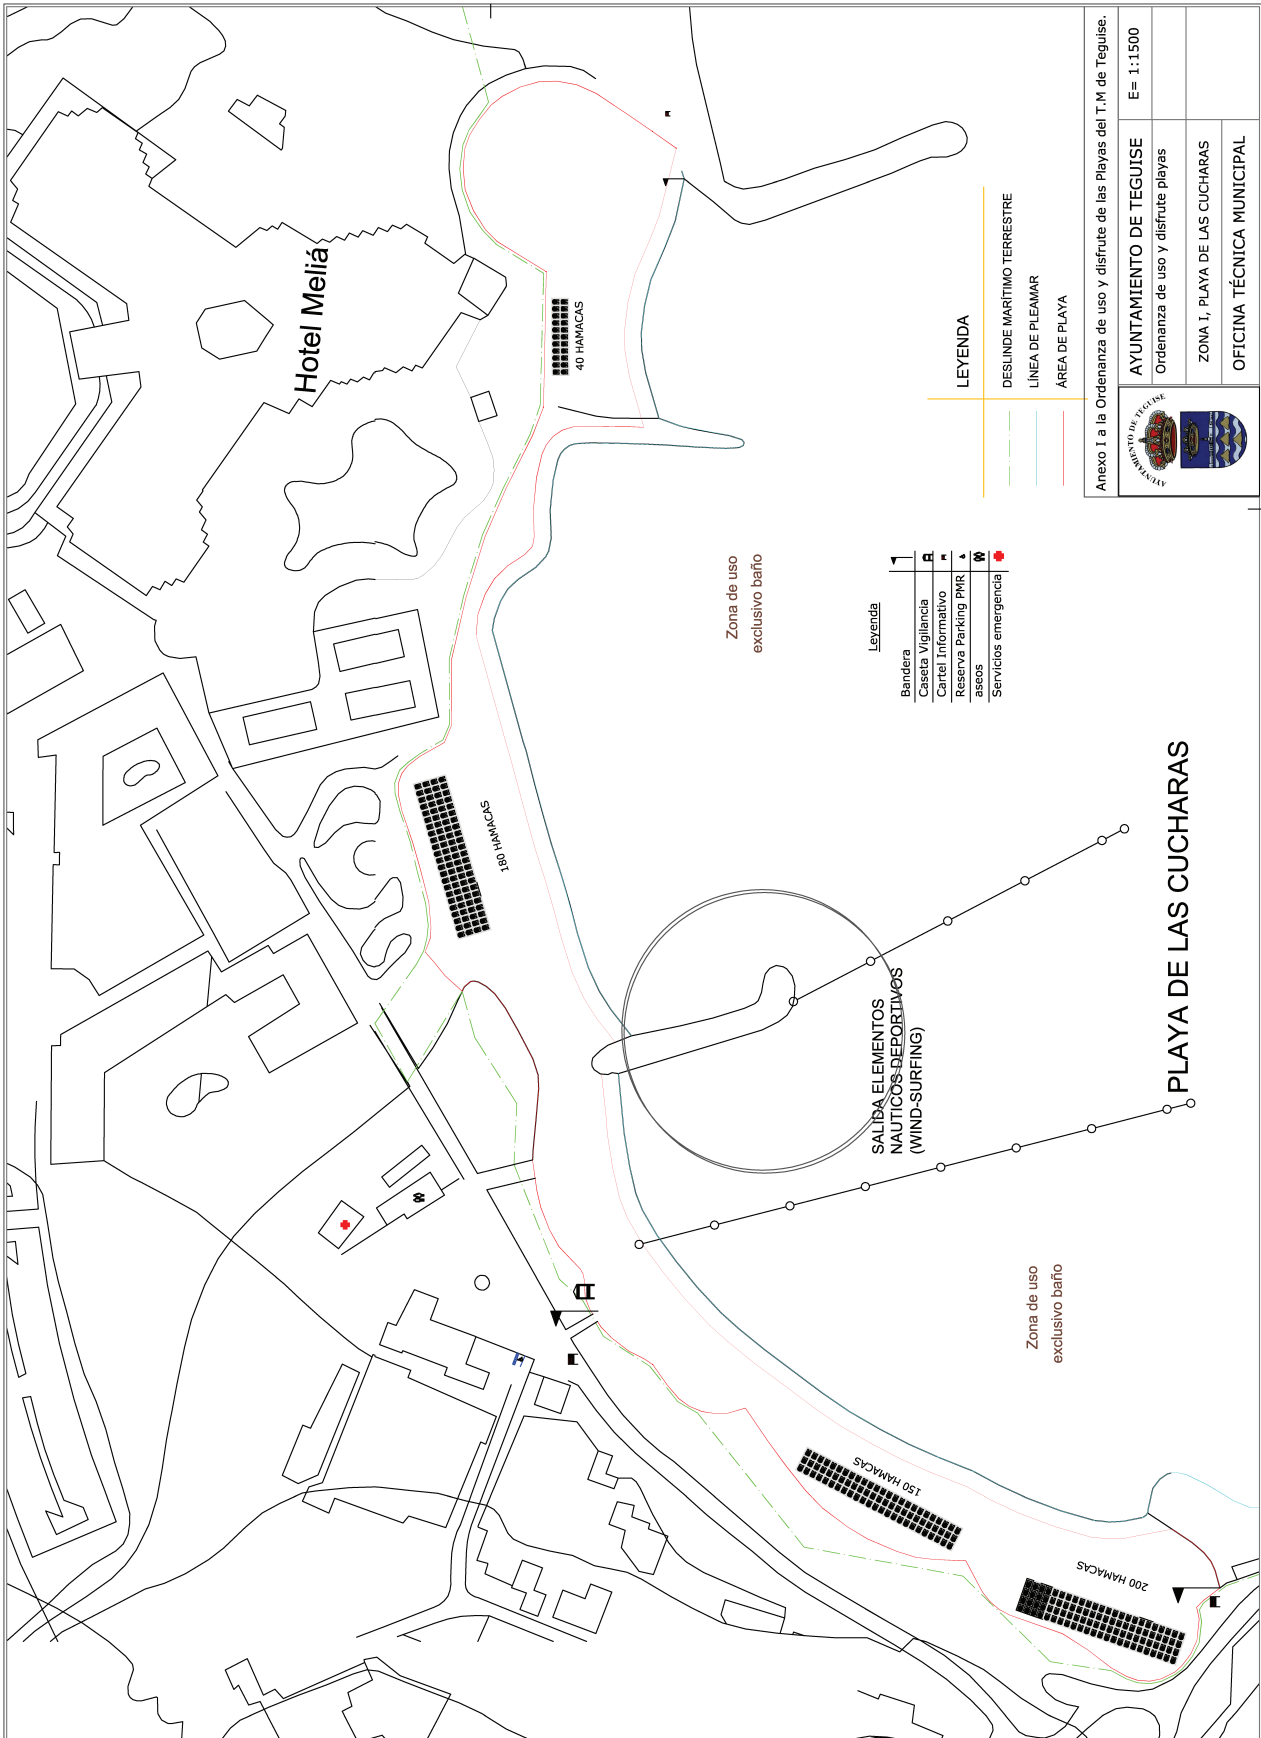 Hotel Meliá
40 HAMACAS
180 HAMACAS
150 HAMACAS
200 HAMACAS
Zona de uso
exclusivo baño
Zona de uso
exclusivo baño
SALIDA ELEMENTOS
NAUTICOS-DEPORTIVOS
(WIND-SURFING)
PLAYA DE LAS CUCHARAS
Leyenda
Bandera
Caseta Vigilancia
Cartel Informativo
Reserva Parking PMR
aseos
Servicios emergencia
LEYENDA
DESLINDE MARÍTIMO TERRESTRE
LÍNEA DE PLEAMAR
ÁREA DE PLAYA
Anexo I a la Ordenanza de uso y disfrute de las Playas del T.M de Teguise.
AYUNTAMIENTO DE TEGUISE
AYUNTAMIENTO DE TEGUISE
E= 1:1500
Ordenanza de uso y disfrute playas
ZONA I, PLAYA DE LAS CUCHARAS
OFICINA TÉCNICA MUNICIPAL